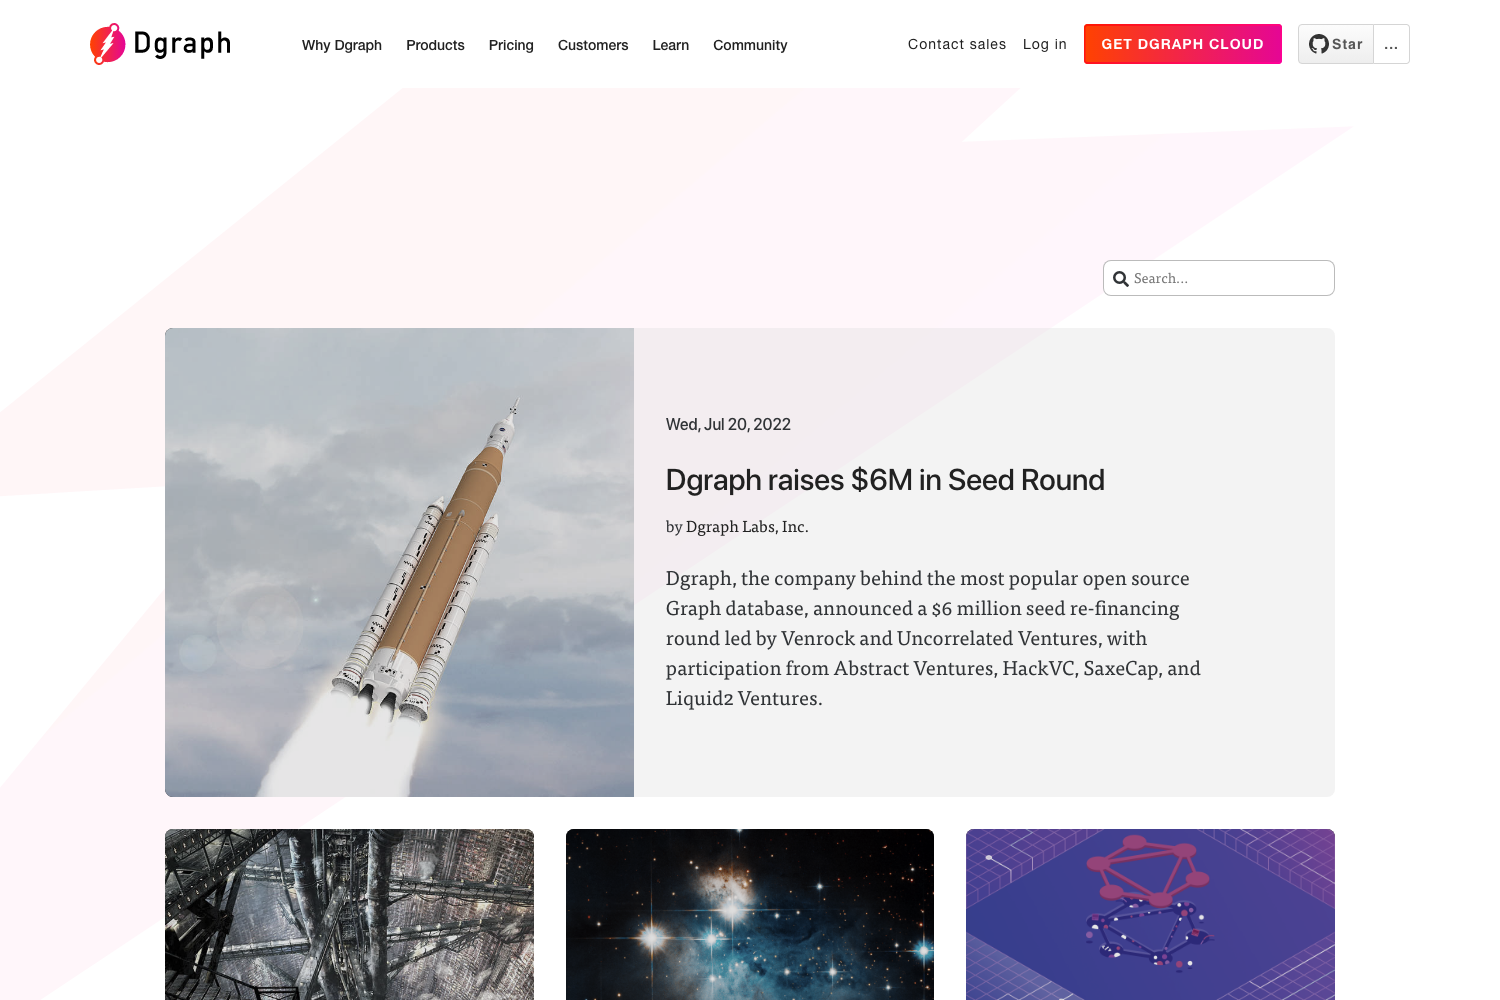 Dgraph
Why Dgraph
Products
Pricing
Customers
Learn
Community
Contact sales
Log in
GET DGRAPH CLOUD
Star
...
Search...
Wed, Jul 20, 2022
Dgraph raises $6M in Seed Round
by Dgraph Labs, Inc.
Dgraph, the company behind the most popular open source
Graph database, announced a $6 million seed re-financing
round led by Venrock and Uncorrelated Ventures, with
participation from Abstract Ventures, HackVC, SaxeCap, and
Liquid2 Ventures.